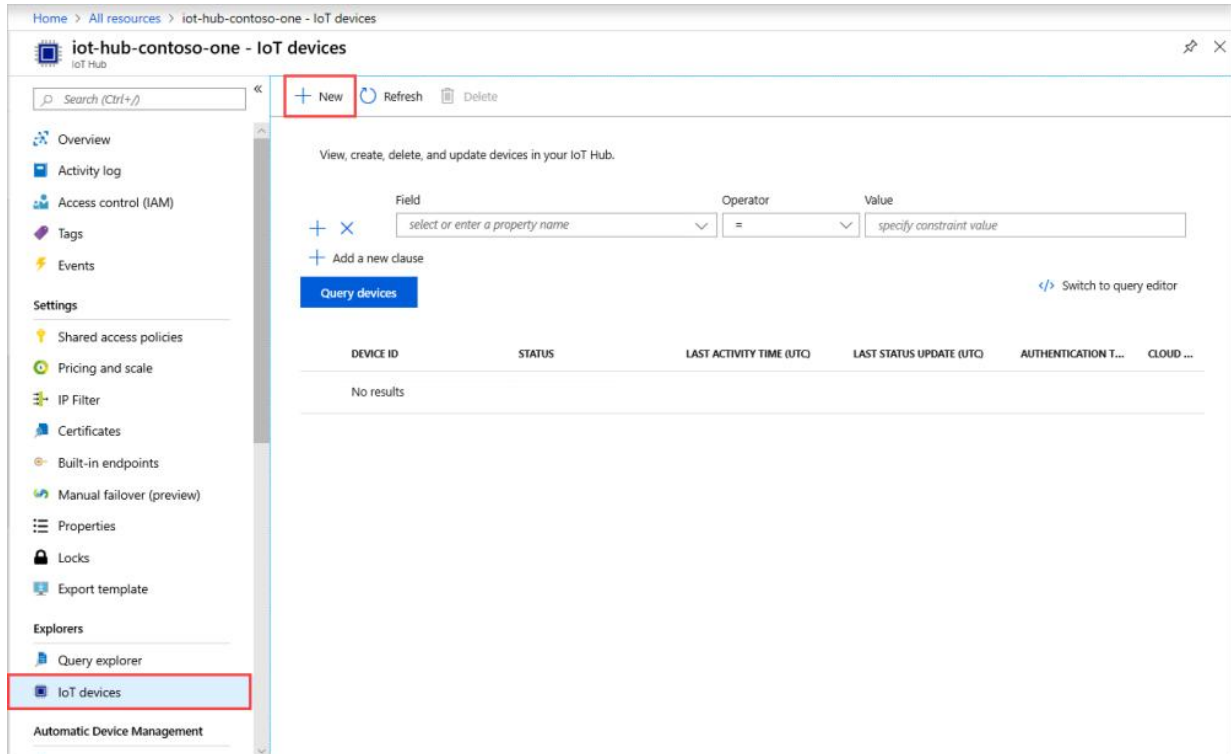 Home > All resources > iot-hub-contoso-one - IoT devices
iot-hub-contoso-one - IoT devices
IoT Hub
Search (Ctrl+/)
Overview
Activity log
Access control (IAM)
Tags
Events
Settings
Shared access policies
Pricing and scale
IP Filter
Certificates
Built-in endpoints
Manual failover (preview)
Properties
Locks
Export template
Explorers
Query explorer
IoT devices
Automatic Device Management
New Refresh Delete
View, create, delete, and update devices in your IoT Hub.
Field Operator Value
select or enter a property name = specify constraint value
Add a new clause
Query devices
</> Switch to query editor
DEVICE ID STATUS LAST ACTIVITY TIME (UTC) LAST STATUS UPDATE (UTC) AUTHENTICATION T... CLOUD ...
No results